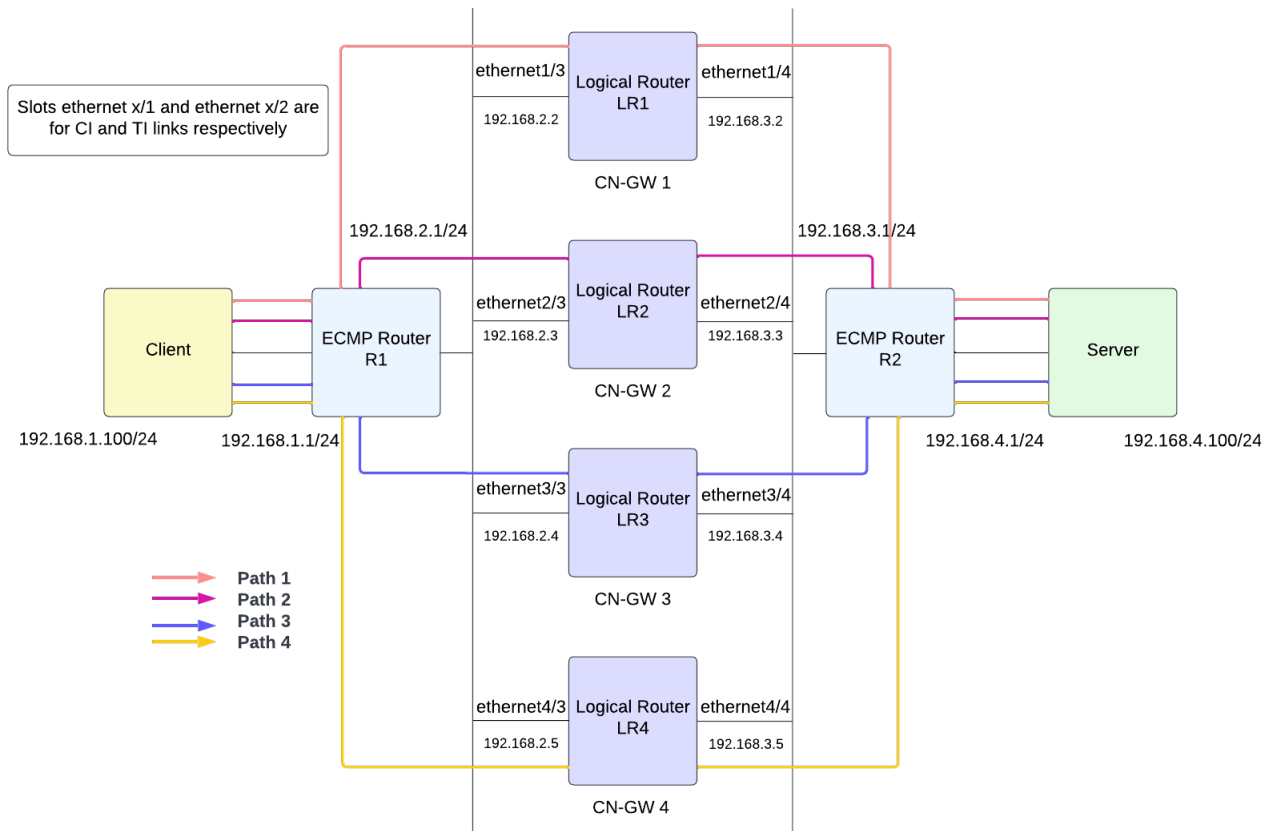 ethernet1/3
Logical Router
LR1
ethernet1/4
192.168.2.2
192.168.3.2
CN-GW 1
Slots ethernet x/1 and ethernet x/2 are
for CI and TI links respectively
192.168.2.1/24
192.168.3.1/24
ethernet2/3
Logical Router
LR2
ethernet2/4
192.168.2.3
192.168.3.3
CN-GW 2
Client
ECMP Router
R1
ECMP Router
R2
Server
192.168.1.100/24
192.168.1.1/24
192.168.4.1/24
192.168.4.100/24
ethernet3/3
Logical Router
LR3
ethernet3/4
192.168.2.4
192.168.3.4
CN-GW 3
Path 1
Path 2
Path 3
Path 4
ethernet4/3
Logical Router
LR4
ethernet4/4
192.168.2.5
192.168.3.5
CN-GW 4